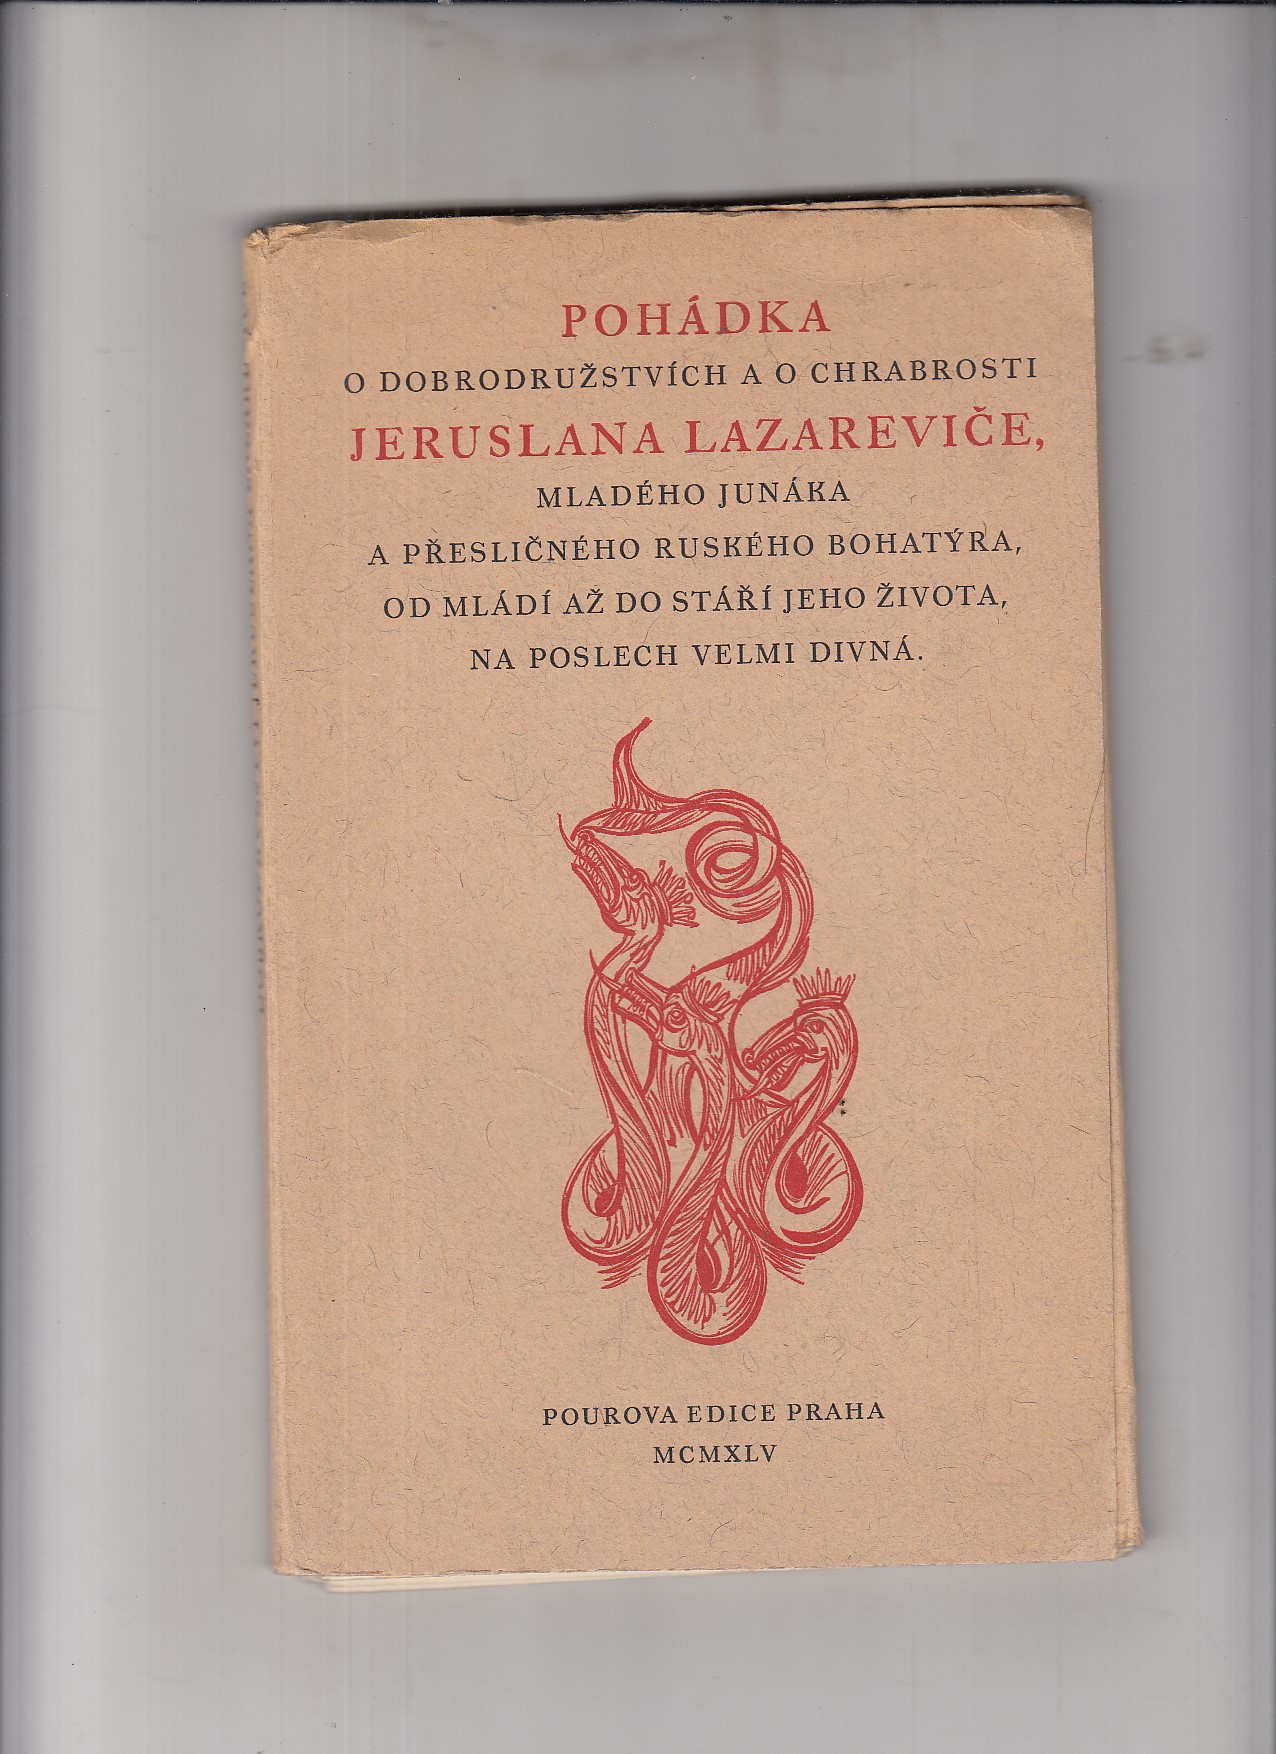 POHÁDKA
O DOBRODRUŽSTVÍCH A O CHRABROSTI
JERUSLANA LAZAREVIČE,
MLADÉHO JUNÁKA
A PŘESLIČNÉHO RUSKÉHO BOHATÝRA,
OD MLÁDÍ AŽ DO STÁŘÍ JEHO ŽIVOTA,
NA POSLECH VELMI DIVNÁ.
POUROVA EDICE PRAHA
MCMXLV